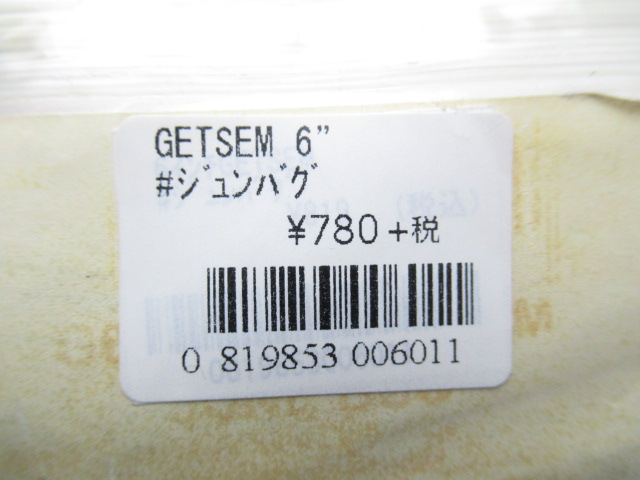 GETSEM 6”
#ｼﾞｭﾝﾊﾞｸﾞ
¥780+税
0 819853 006011